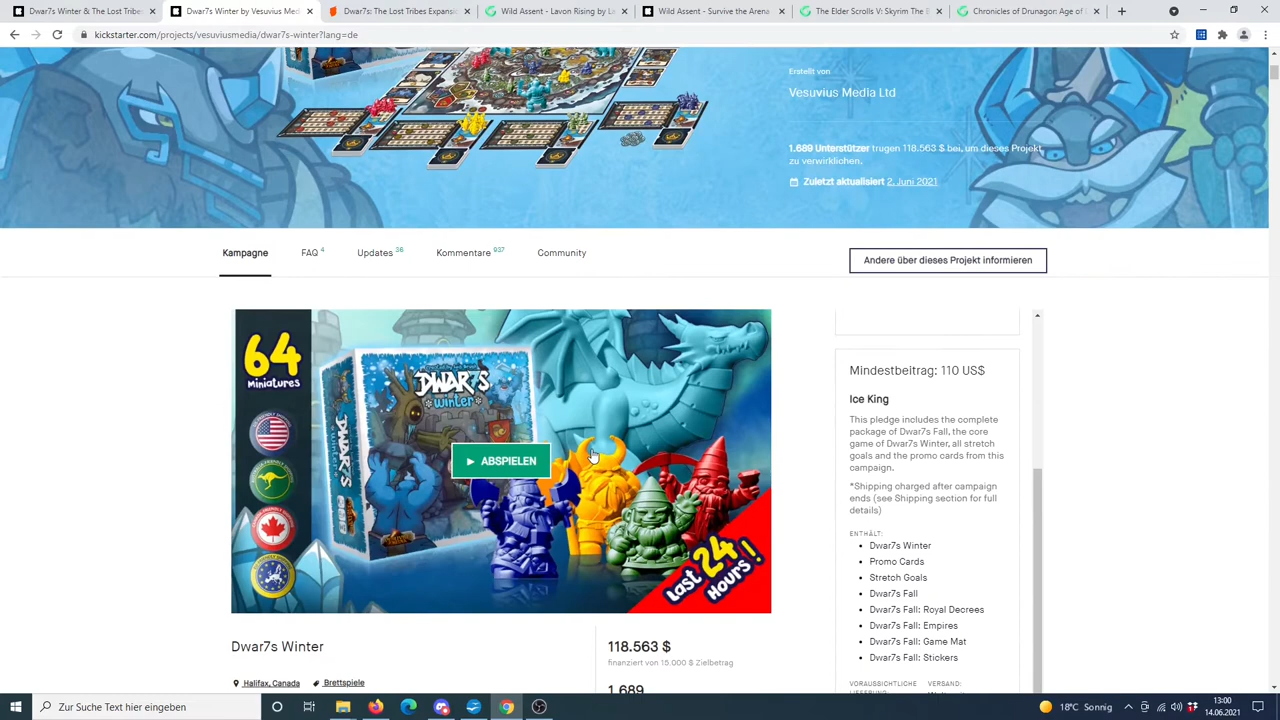 Dwar7s Winter & The Lost Tribes
Dwar7s Winter by Vesuvius Medi
Dwar7s The Lost Tribes Expans
Wild Assent - Lavon Rising by L
Wild Assent - Survive the Arena
The Elder Scrolls V: Skyrim The B
Chronicles of Drunagon Age of D
kickstarter.com/projects/vesuviusmedia/dwar7s-winter?lang=de
Erstellt von
Vesuvius Media Ltd
1.689 Unterstützer trugen 118.563 $ bei, um dieses Projekt
zu verwirklichen.
Zuletzt aktualisiert 2. Juni 2021
Kampagne
FAQ 4
Updates 36
Kommentare 937
Community
Andere über dieses Projekt informieren
64
Miniatures
DWAR7S
Winter
DWAR7S
Winter
ABSPIELEN
Last 24
Hours!
Dwar7s Winter
Halifax, Canada
Brettspiele
118.563 $
finanziert von 15.000 $ Zielbetrag
1.689
Mindestbeitrag: 110 US$
Ice King
This pledge includes the complete
package of Dwar7s Fall, the core
game of Dwar7s Winter, all stretch
goals and the promo cards from this
campaign.
*Shipping charged after campaign
ends (see Shipping section for full
details)
ENTHÄLT:
Dwar7s Winter
Promo Cards
Stretch Goals
Dwar7s Fall
Dwar7s Fall: Royal Decrees
Dwar7s Fall: Empires
Dwar7s Fall: Game Mat
Dwar7s Fall: Stickers
VORAUSSICHTLICHE
VERSAND:
Zur Suche Text hier eingeben
18°C Sonnig
13:00
14.06.2021